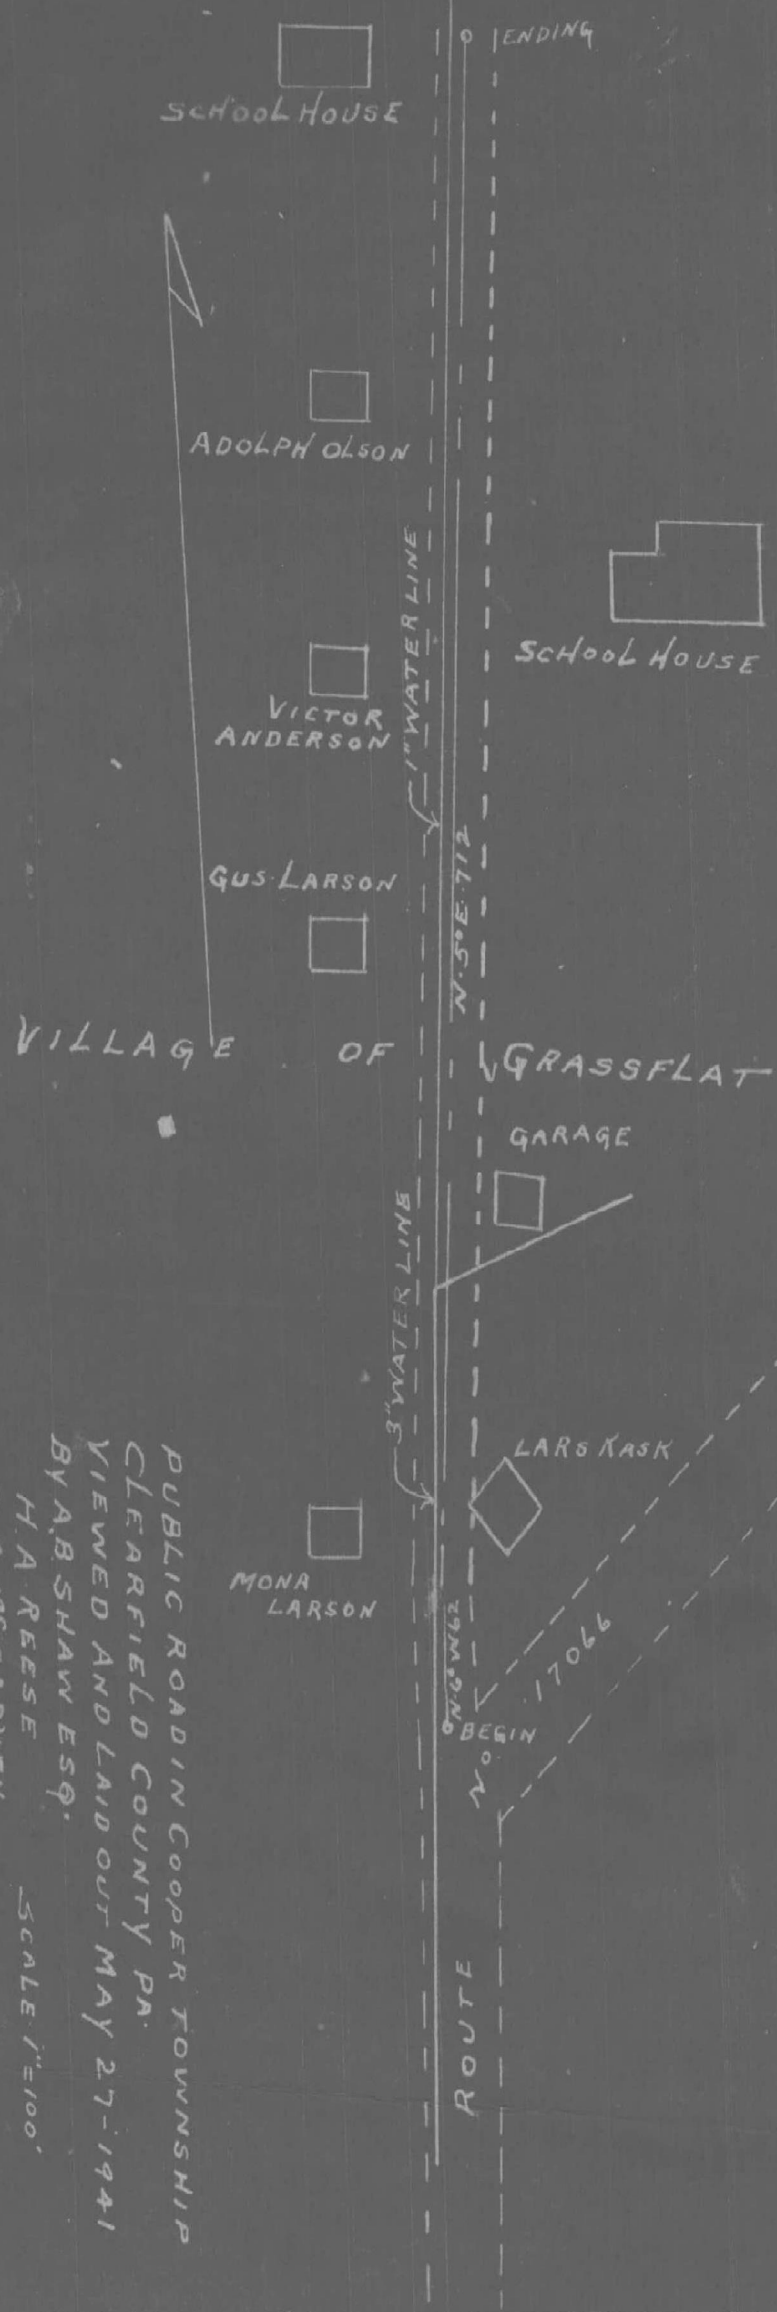 ENDING
SCHOOL HOUSE
ADOLPH OLSON
1" WATER LINE
SCHOOL HOUSE
VICTOR
ANDERSON
N·5°E·712
GUS·LARSON
VILLAGE OF GRASSFLAT
GARAGE
3" WATER LINE
LARS KASK
MONA
LARSON
BEGIN
ROUTE No. 17066
PUBLIC ROAD IN COOPER TOWNSHIP
CLEARFIELD COUNTY PA.
VIEWED AND LAID OUT MAY 27-1941
BY A.B. SHAW ESQ.
H.A. REESE
SCALE 1"=100'